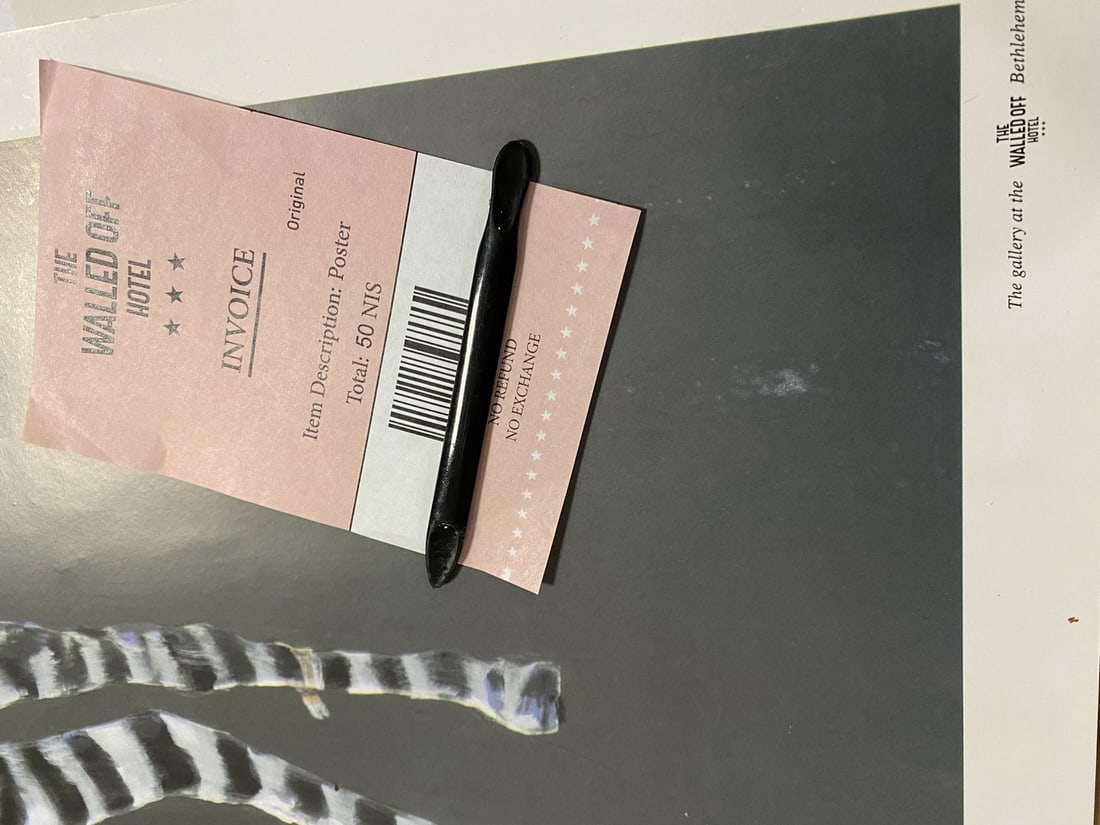 THE
WALLED OFF
HOTEL
INVOICE
Original
Item Description: Poster
Total: 50 NIS
NO REFUND
NO EXCHANGE
The gallery at the THE WALLED OFF HOTEL Bethlehem